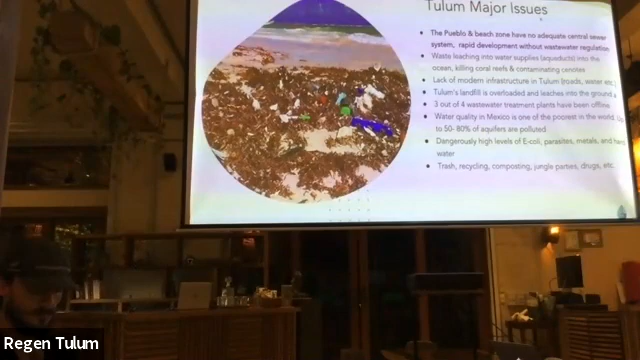 Tulum Major Issues
The Pueblo & beach zone have no adequate central sewer
system, rapid development without wastewater regulation
Waste leaching into water supplies (aquaducts) into the
ocean, killing coral reefs & contaminating cenotes
Lack of modern infrastructure in Tulum (roads, water etc
Tulum's landfill is overloaded and leaches into the ground
3 out of 4 wastewater treatment plants have been offline
Water quality in Mexico is one of the poorest in the world.
to 50- 80% of aquifers are polluted
Dangerously high levels of E-coli, parasites, metals, and
water
Trash, recycling, composting, jungle parties, drugs, etc.
Regen Tulum